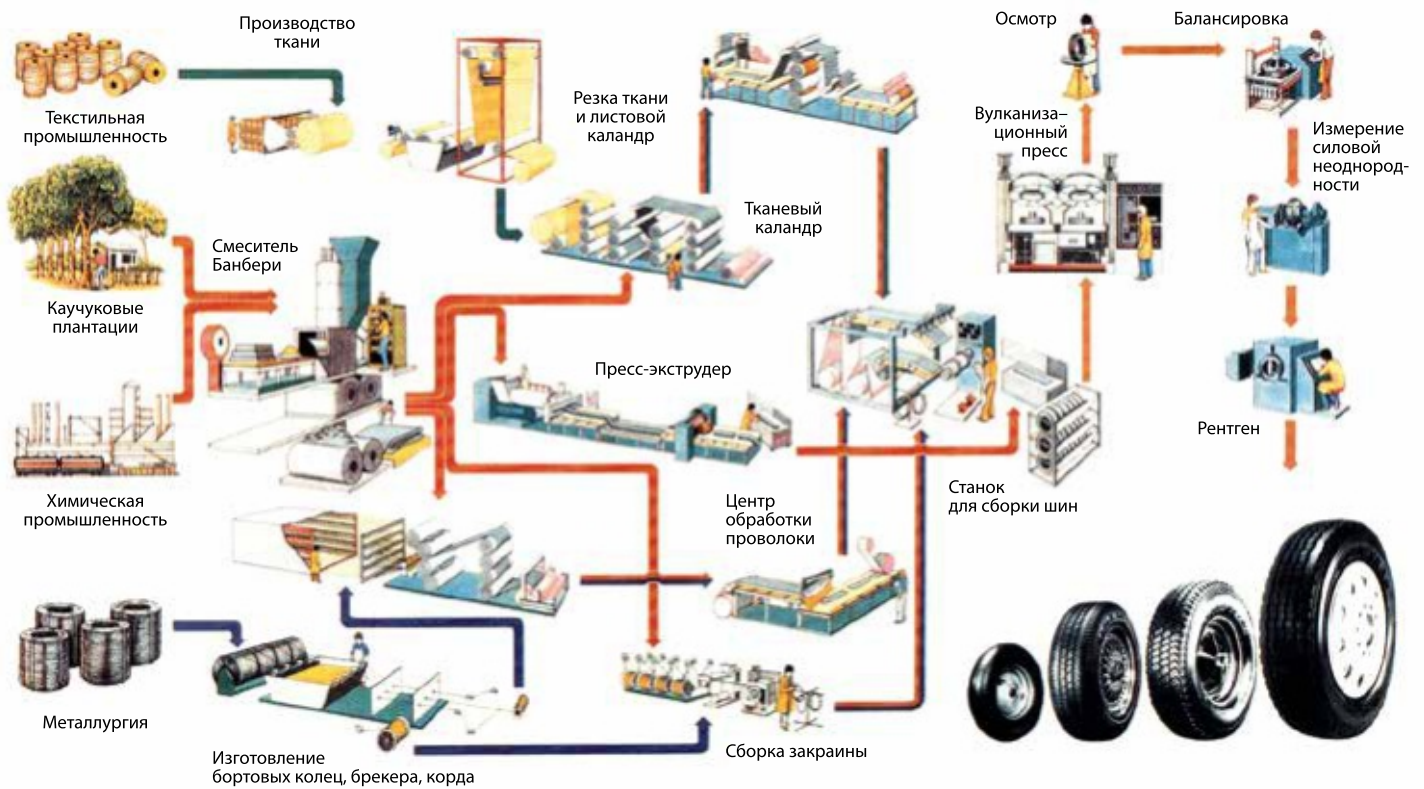 Производство
ткани
Осмотр
Балансировка
Текстильная
промышленность
Резка ткани
и листовой
каландр
Вулканиза-
ционный
пресс
Измерение
силовой
неоднород-
ности
Тканевый
каландр
Смеситель
Банбери
Каучуковые
плантации
Пресс-экструдер
Рентген
Химическая
промышленность
Центр
обработки
проволоки
Станок
для сборки шин
Металлургия
Изготовление
бортовых колец, брекера, корда
Сборка закраины